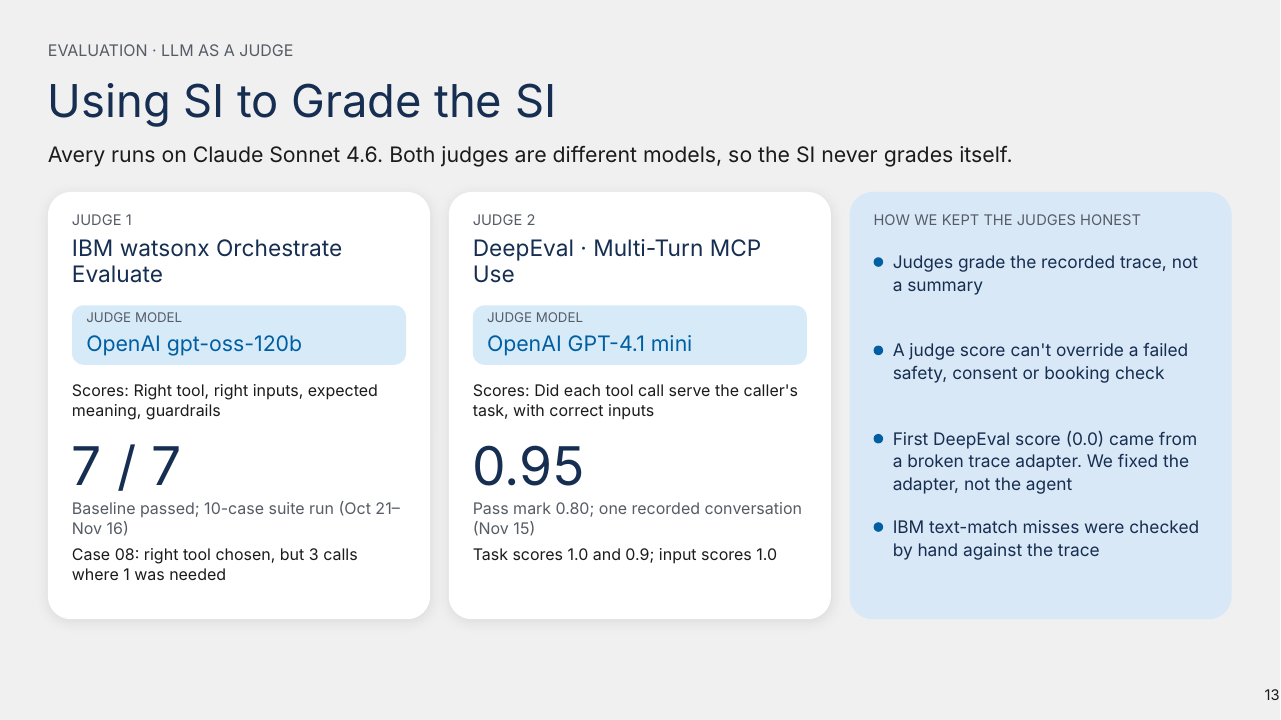 EVALUATION · LLM AS A JUDGE
Using SI to Grade the SI
Avery runs on Claude Sonnet 4.6. Both judges are different models, so the SI never grades itself.
JUDGE 1
IBM watsonx Orchestrate
Evaluate
JUDGE MODEL
OpenAI gpt-oss-120b
Scores: Right tool, right inputs, expected
meaning, guardrails
7 / 7
Baseline passed; 10-case suite run (Oct 21–
Nov 16)
Case 08: right tool chosen, but 3 calls
where 1 was needed
JUDGE 2
DeepEval · Multi-Turn MCP
Use
JUDGE MODEL
OpenAI GPT-4.1 mini
Scores: Did each tool call serve the caller's
task, with correct inputs
0.95
Pass mark 0.80; one recorded conversation
(Nov 15)
Task scores 1.0 and 0.9; input scores 1.0
HOW WE KEPT THE JUDGES HONEST
Judges grade the recorded trace, not
a summary
A judge score can't override a failed
safety, consent or booking check
First DeepEval score (0.0) came from
a broken trace adapter. We fixed the
adapter, not the agent
IBM text-match misses were checked
by hand against the trace
13